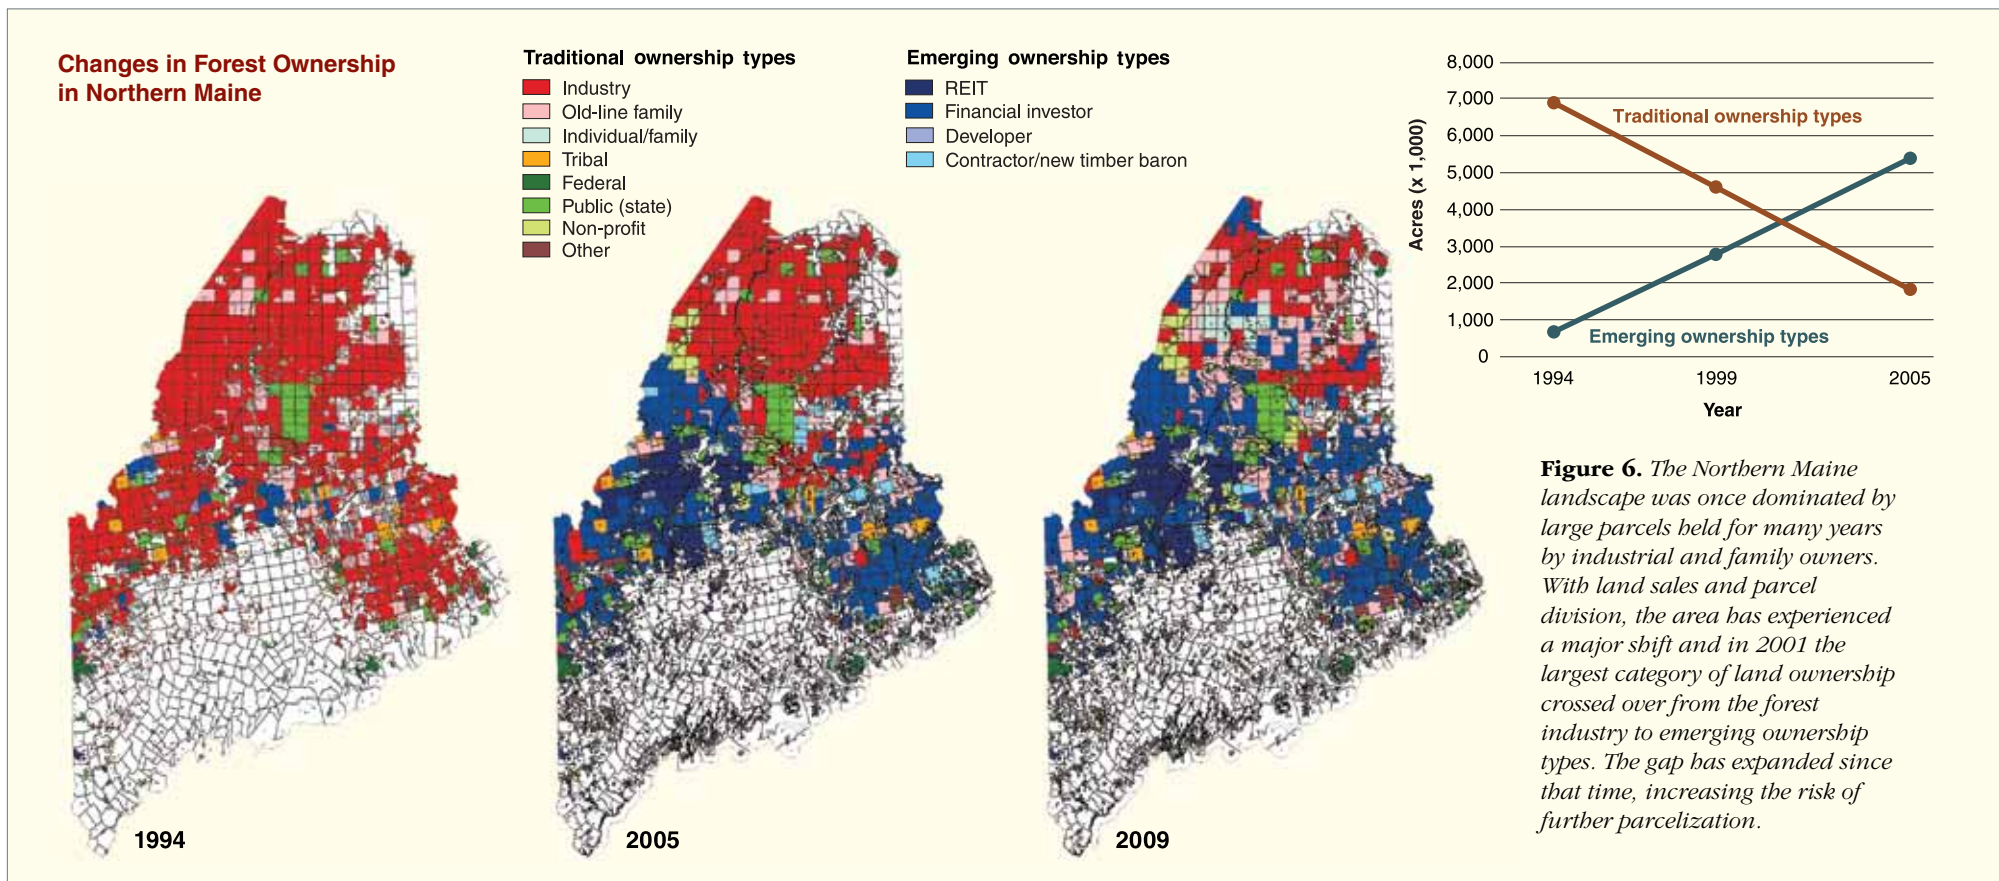 Changes in Forest Ownership
in Northern Maine
Traditional ownership types
Industry
Old-line family
Individual/family
Tribal
Federal
Public (state)
Non-profit
Other
Emerging ownership types
REIT
Financial investor
Developer
Contractor/new timber baron
1994
2005
2009
Acres (x 1,000)
8,000
7,000
6,000
5,000
4,000
3,000
2,000
1,000
0
Traditional ownership types
Emerging ownership types
1994
1999
2005
Year
Figure 6. The Northern Maine
landscape was once dominated by
large parcels held for many years
by industrial and family owners.
With land sales and parcel
division, the area has experienced
a major shift and in 2001 the
largest category of land ownership
crossed over from the forest
industry to emerging ownership
types. The gap has expanded since
that time, increasing the risk of
further parcelization.